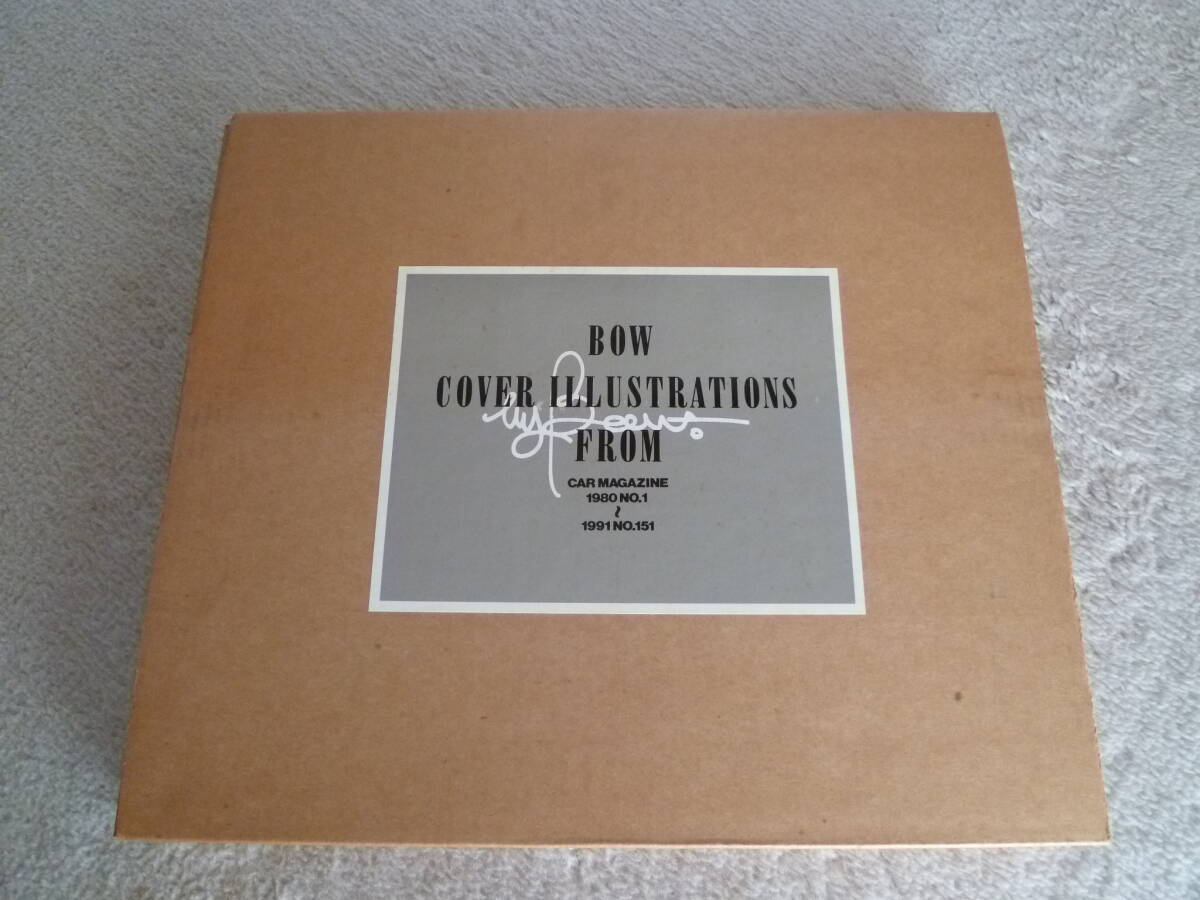 BOW
COVER ILLUSTRATIONS
FROM
CAR MAGAZINE
1980 NO.1
~
1991 NO.151